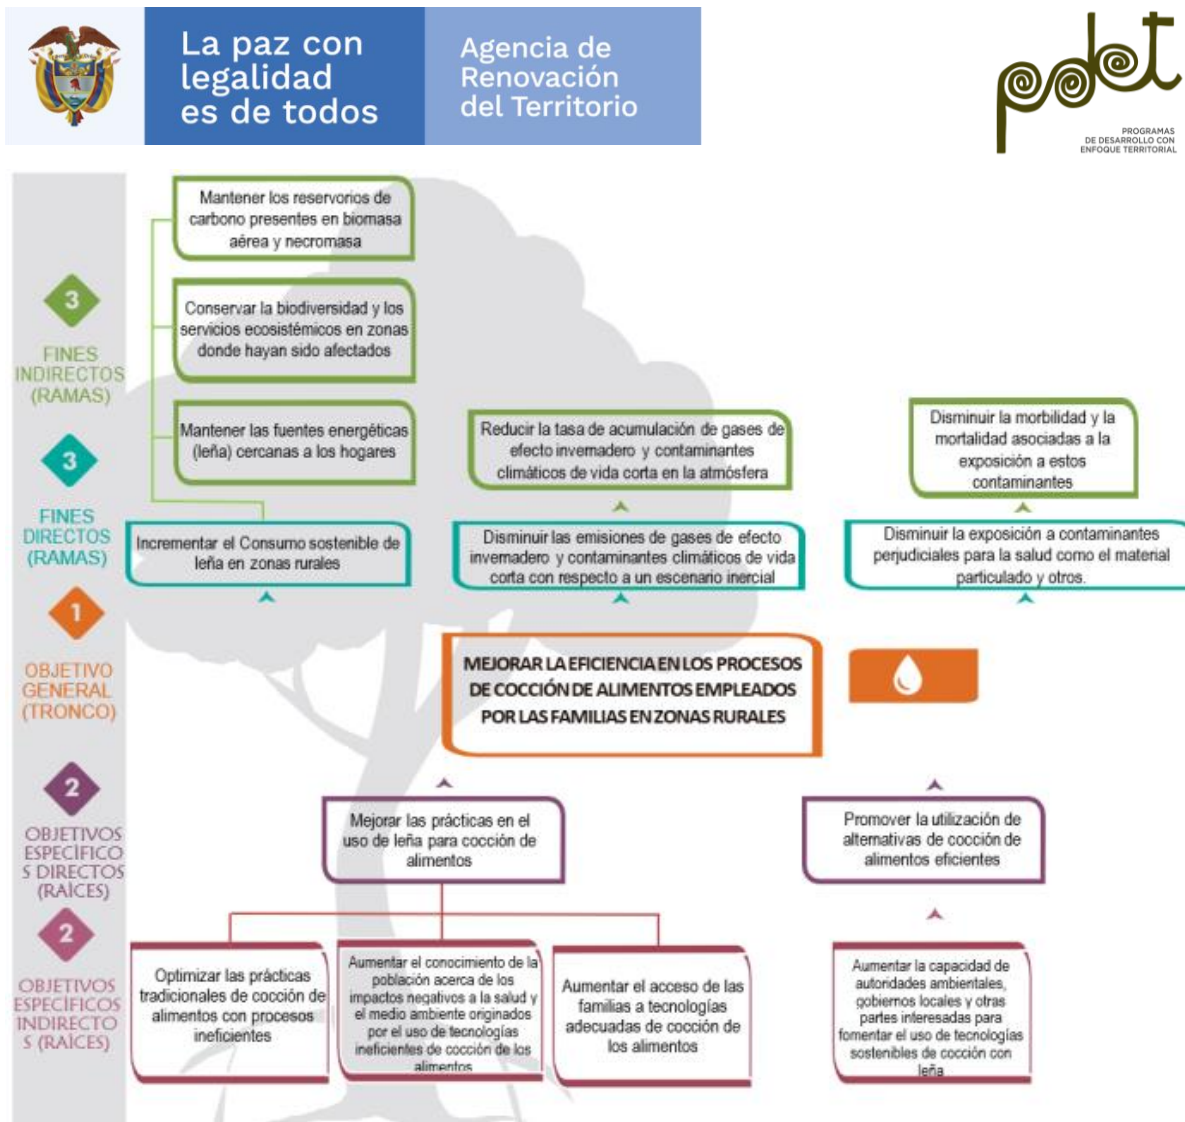 La paz con
legalidad
es de todos
Agencia de
Renovación
del Territorio
pdet
PROGRAMAS
DE DESARROLLO CON
ENFOQUE TERRITORIAL
Mantener los reservorios de
carbono presentes en biomasa
aérea y necromasa
3
FINES
INDIRECTOS
(RAMAS)
Conservar la biodiversidad y los
servicios ecosistémicos en zonas
donde hayan sido afectados
Mantener las fuentes energéticas
(leña) cercanas a los hogares
Reducir la tasa de acumulación de gases de
efecto invernadero y contaminantes
climáticos de vida corta en la atmósfera
Disminuir la morbilidad y la
mortalidad asociadas a la
exposición a estos
contaminantes
3
FINES
DIRECTOS
(RAMAS)
Incrementar el Consumo sostenible de
leña en zonas rurales
Disminuir las emisiones de gases de efecto
invernadero y contaminantes climáticos de vida
corta con respecto a un escenario inercial
Disminuir la exposición a contaminantes
perjudiciales para la salud como el material
particulado y otros.
1
OBJETIVO
GENERAL
(TRONCO)
MEJORAR LA EFICIENCIA EN LOS PROCESOS
DE COCCIÓN DE ALIMENTOS EMPLEADOS
POR LAS FAMILIAS EN ZONAS RURALES
2
OBJETIVOS
ESPECÍFICO
S DIRECTOS
(RAÍCES)
Mejorar las prácticas en el
uso de leña para cocción de
alimentos
Promover la utilización de
alternativas de cocción de
alimentos eficientes
2
OBJETIVOS
ESPECÍFICOS
INDIRECTO
S (RAÍCES)
Optimizar las prácticas
tradicionales de cocción de
alimentos con procesos
ineficientes
Aumentar el conocimiento de la
población acerca de los
impactos negativos a la salud y
el medio ambiente originados
por el uso de tecnologías
ineficientes de cocción de los
alimentos
Aumentar el acceso de las
familias a tecnologías
adecuadas de cocción de
los alimentos
Aumentar la capacidad de
autoridades ambientales,
gobiernos locales y otras
partes interesadas para
fomentar el uso de tecnologías
sostenibles de cocción con
leña